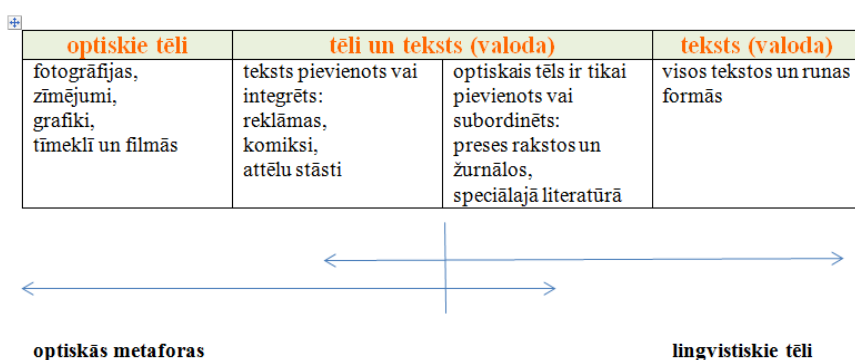 optiskie tēli
tēli un teksts (valoda)
teksts (valoda)
fotogrāfijas,
zīmējumi,
grafiki,
tīmeklī un filmās
teksts pievienots vai
integrēts:
reklāmas,
komiksi,
attēlu stāsti
optiskais tēls ir tikai
pievienots vai
subordinēts:
preses rakstos un
žurnālos,
speciālajā literatūrā
visos tekstos un runas
formās
optiskās metaforas
lingvistiskie tēli